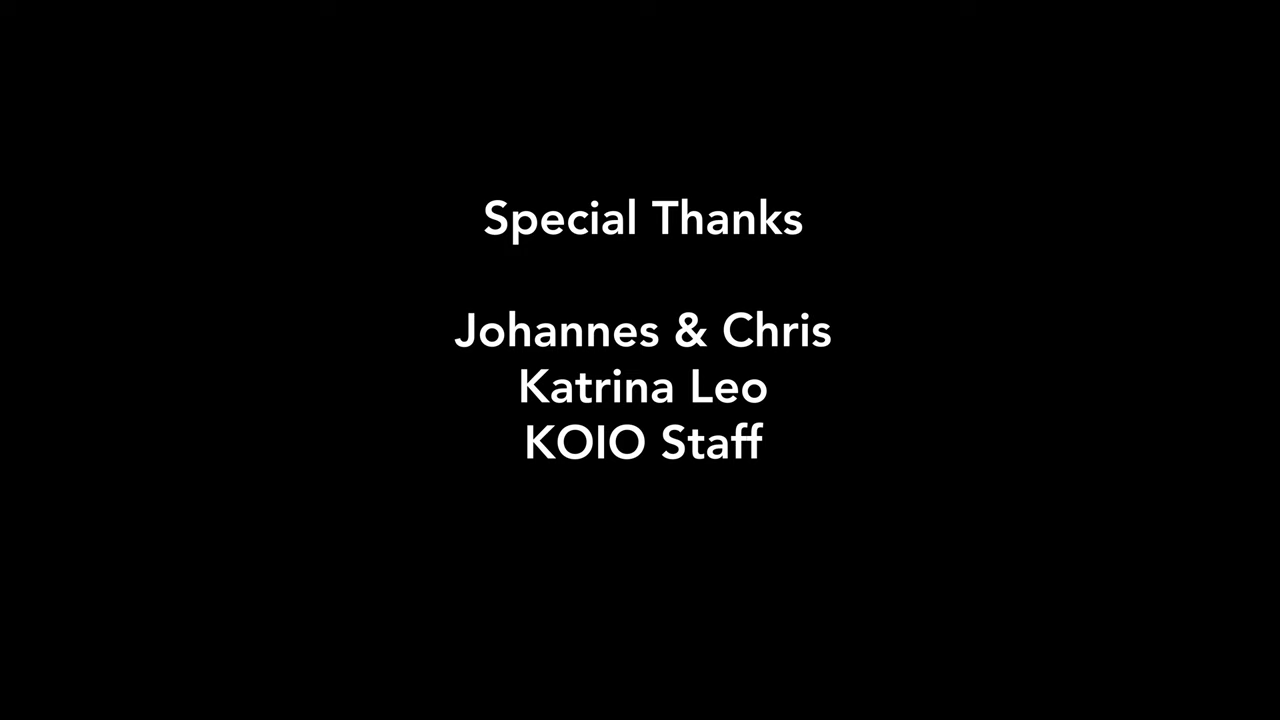 Special Thanks
Johannes & Chris
Katrina Leo
KOIO Staff